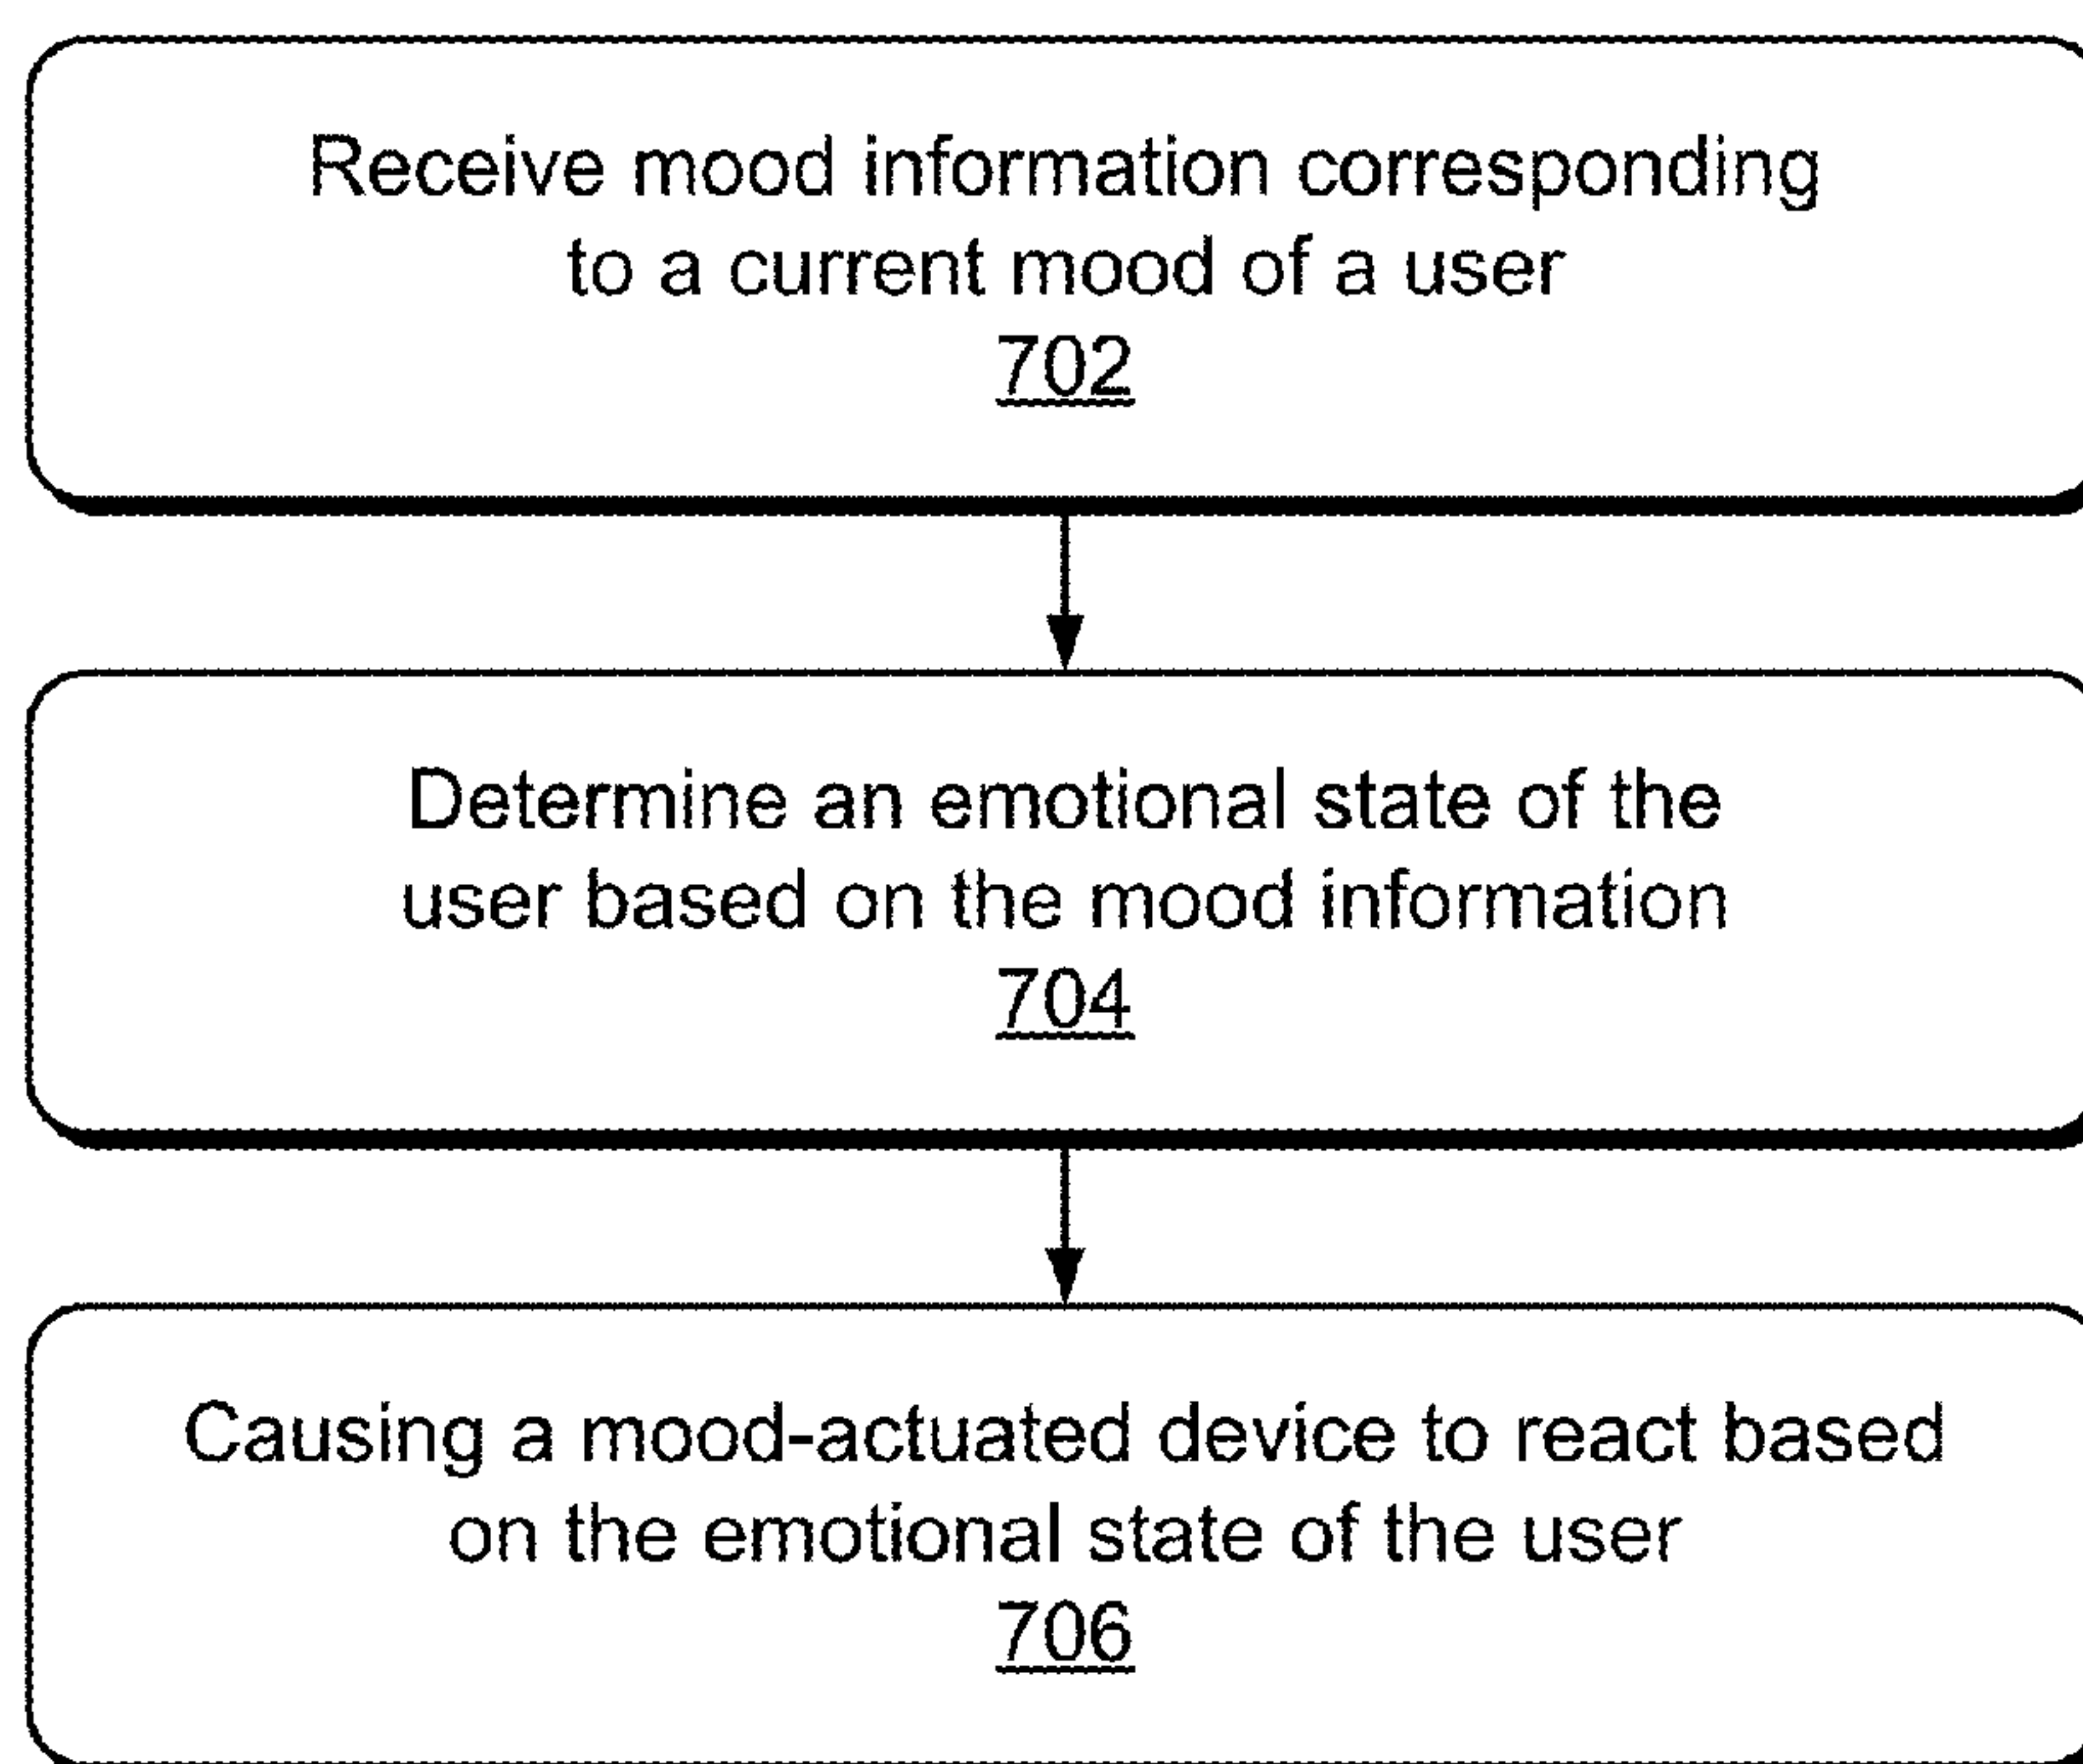 Receive mood information corresponding
to a current mood of a user
702
Determine an emotional state of the
user based on the mood information
704
Causing a mood-actuated device to react based
on the emotional state of the user
706